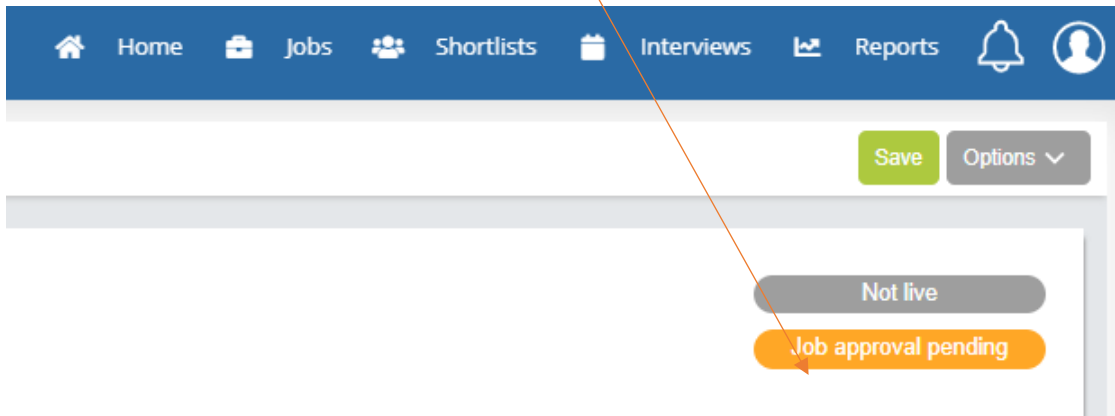 Home Jobs Shortlists Interviews Reports
Save Options
Not live
Job approval pending